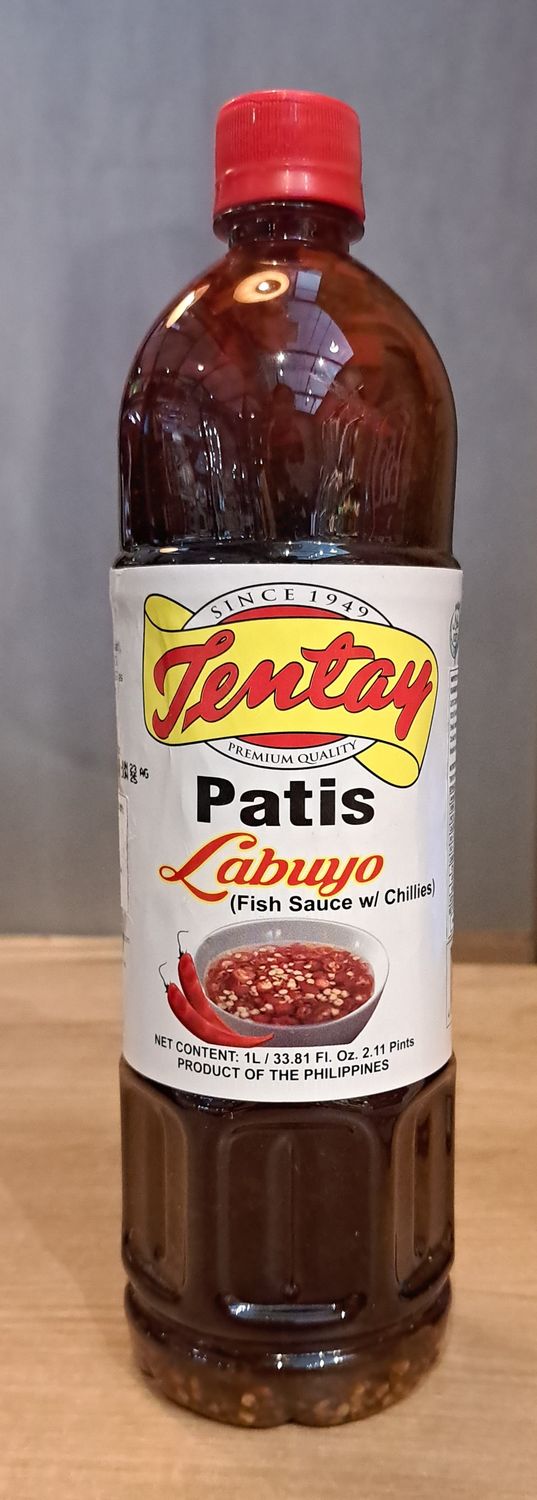 SINCE 1949
Tentay
PREMIUM QUALITY
Patis
Labuyo
(Fish Sauce w/ Chillies)
NET CONTENT: 1L / 33.81 Fl. Oz. 2.11 Pints
PRODUCT OF THE PHILIPPINES